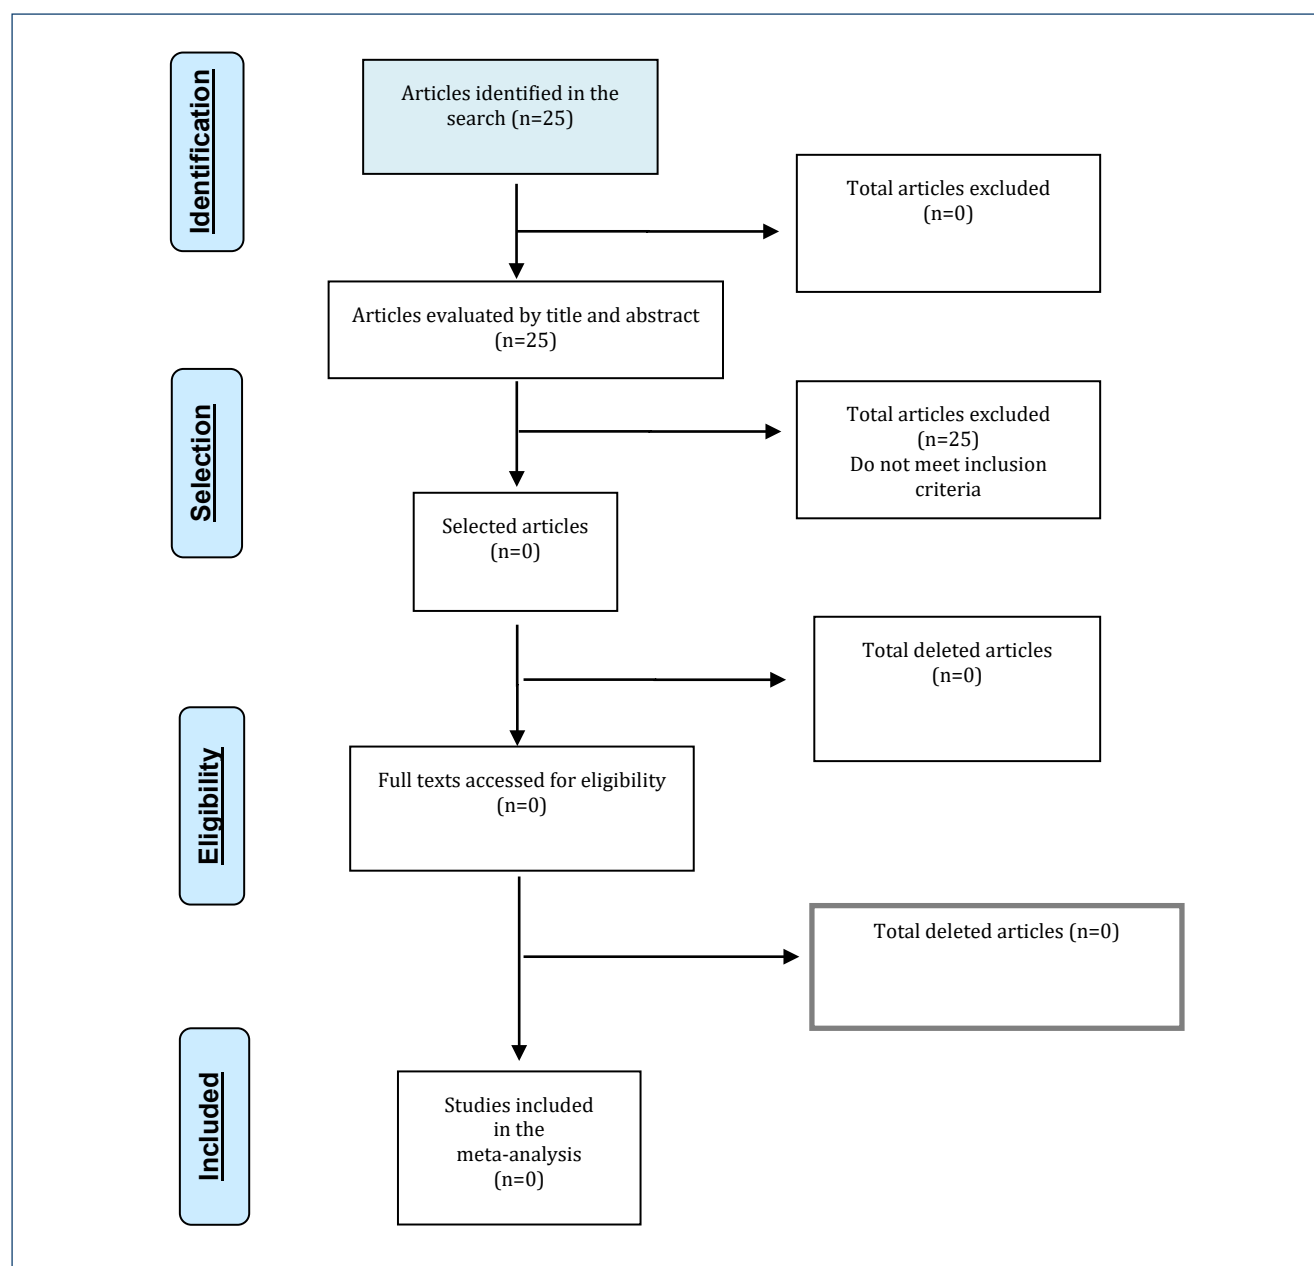 Identification
Articles identified in the
search (n=25)
Total articles excluded
(n=0)
Articles evaluated by title and abstract
(n=25)
Selection
Total articles excluded
(n=25)
Do not meet inclusion
criteria
Selected articles
(n=0)
Total deleted articles
(n=0)
Eligibility
Full texts accessed for eligibility
(n=0)
Total deleted articles (n=0)
Included
Studies included
in the
meta-analysis
(n=0)